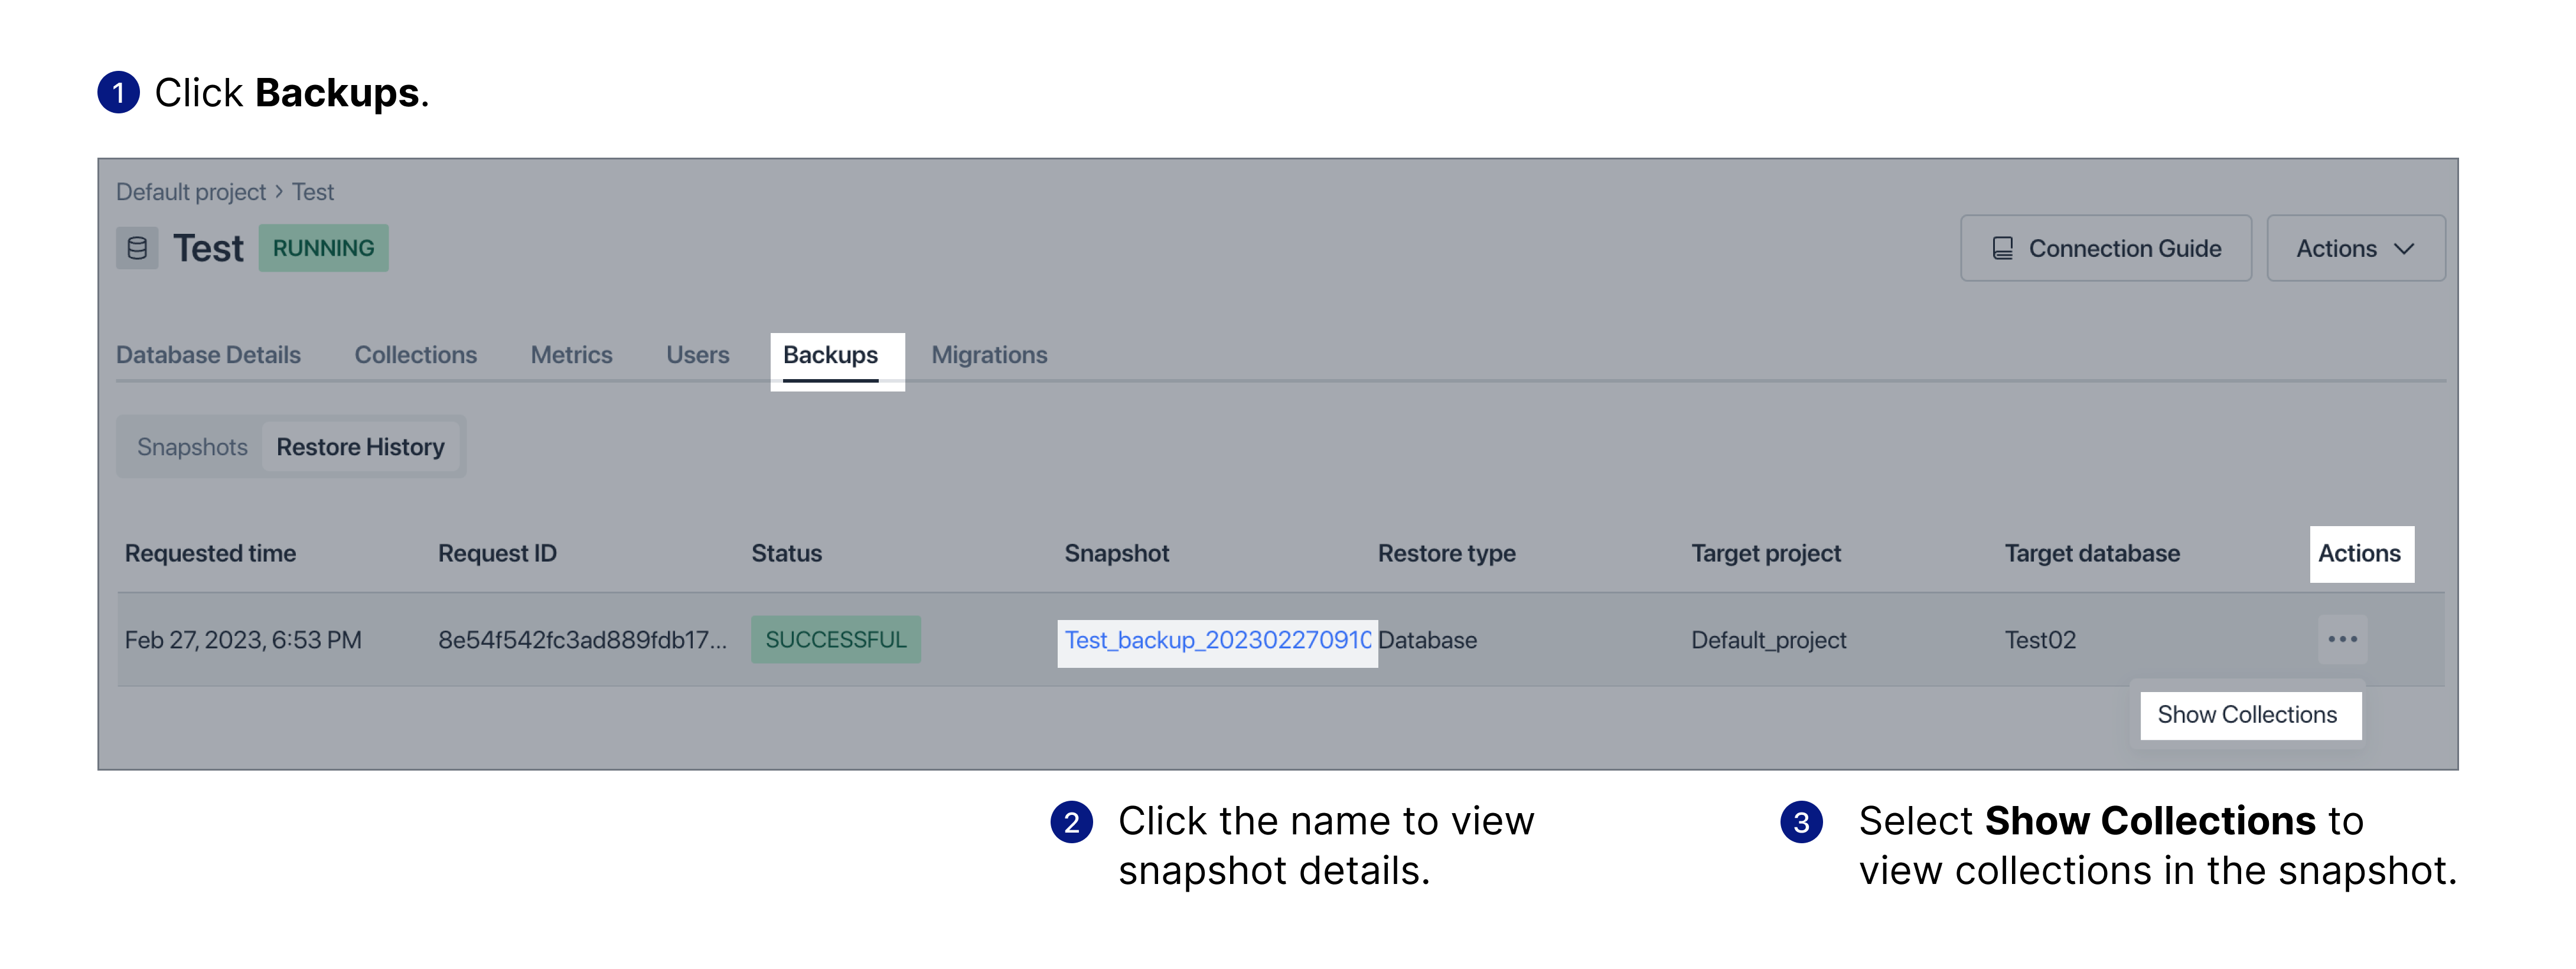 1 Click Backups.
Default project > Test
Test RUNNING
Connection Guide Actions
Database Details Collections Metrics Users Backups Migrations
Snapshots Restore History
Requested time Request ID Status Snapshot Restore type Target project Target database Actions
Feb 27, 2023, 6:53 PM 8e54f542fc3ad889fdb17... SUCCESSFUL Test_backup_202302270910 Database Default_project Test02 •••
Show Collections
2 Click the name to view
snapshot details.
3 Select Show Collections to
view collections in the snapshot.